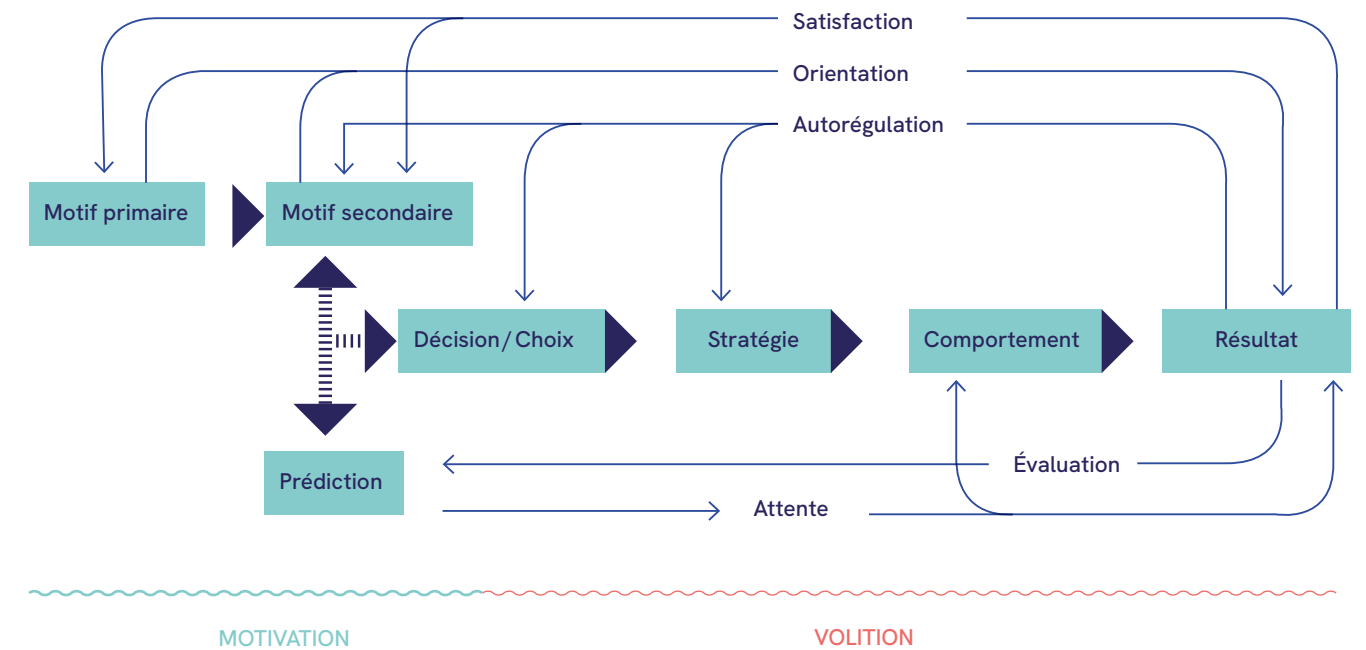 Satisfaction
Orientation
Autorégulation
Motif primaire
Motif secondaire
Décision/Choix
Stratégie
Comportement
Résultat
Évaluation
Prédiction
Attente
MOTIVATION
VOLITION